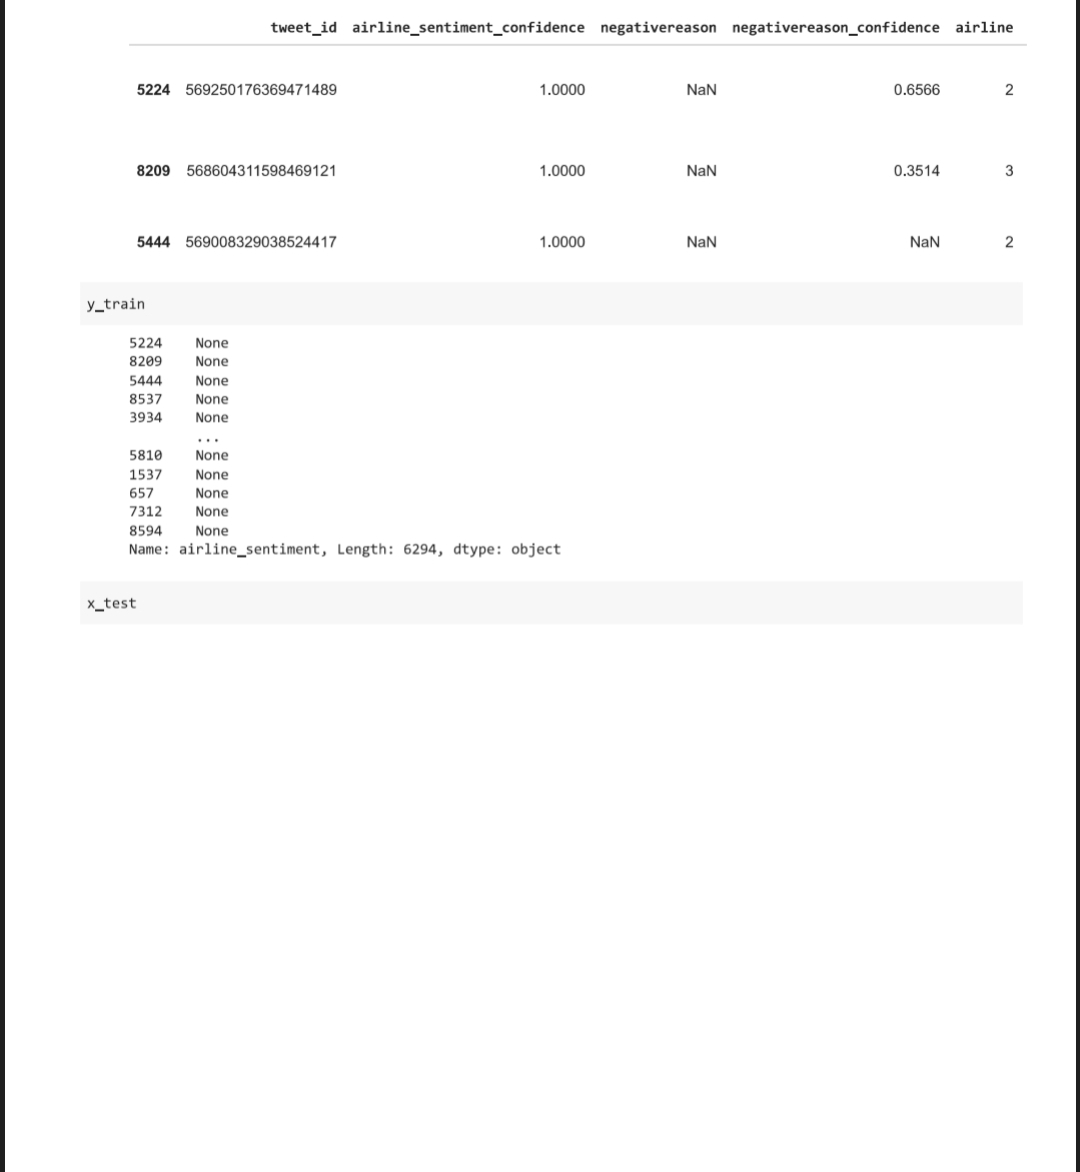 tweet_id airline_sentiment_confidence negativereason negativereason_confidence airline
5224 569250176369471489 1.0000 NaN 0.6566 2
8209 568604311598469121 1.0000 NaN 0.3514 3
5444 569008329038524417 1.0000 NaN NaN 2
y_train
5224 None
8209 None
5444 None
8537 None
3934 None
...
5810 None
1537 None
657 None
7312 None
8594 None
Name: airline_sentiment, Length: 6294, dtype: object
x_test